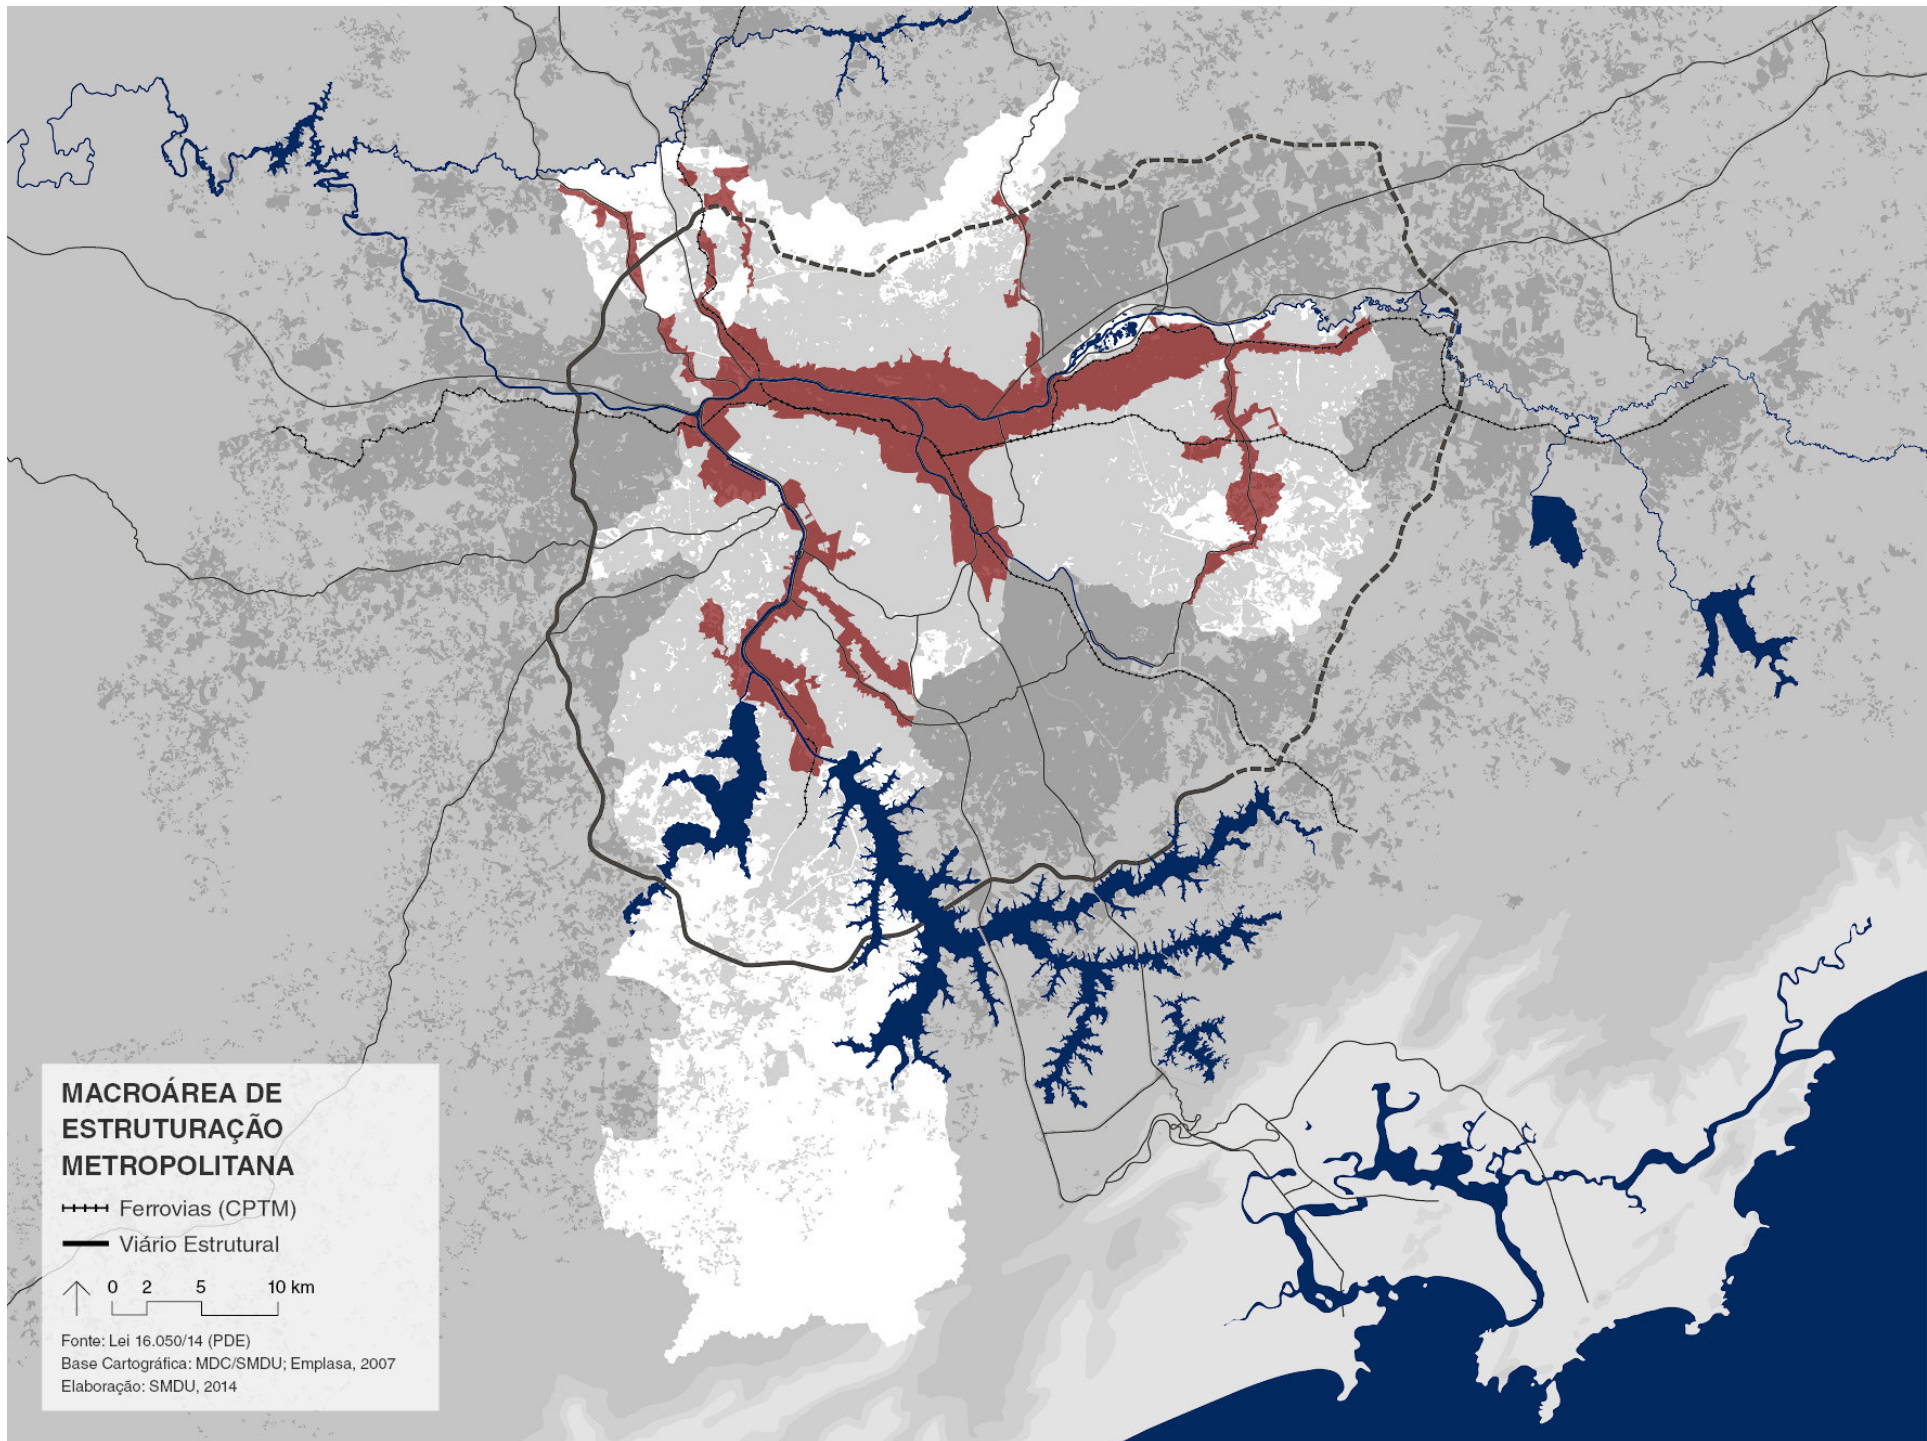 MACROÁREA DE
ESTRUTURAÇÃO
METROPOLITANA
Ferrovias (CPTM)
Viário Estrutural
0 2 5 10 km
Fonte: Lei 16.050/14 (PDE)
Base Cartográfica: MDC/SMDU; Emplasa, 2007
Elaboração: SMDU, 2014